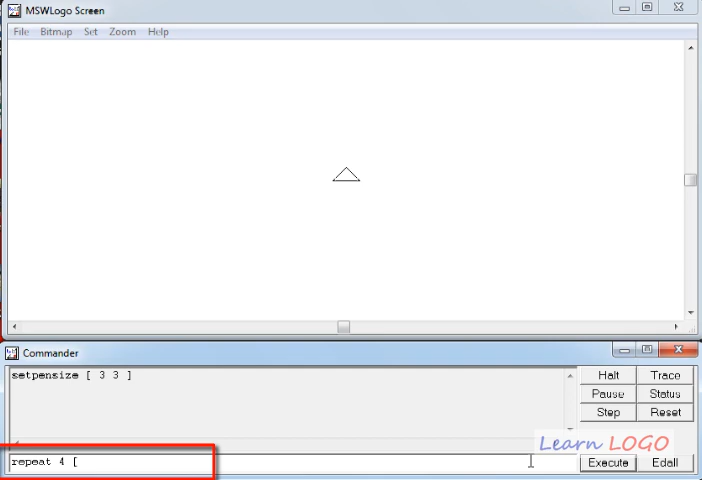 MSWLogo Screen
File Bitmap Set Zoom Help
Commander
setpensize [ 3 3 ]
Halt Trace
Pause Status
Step Reset
Learn LOGO
repeat 4 [
Execute Edall